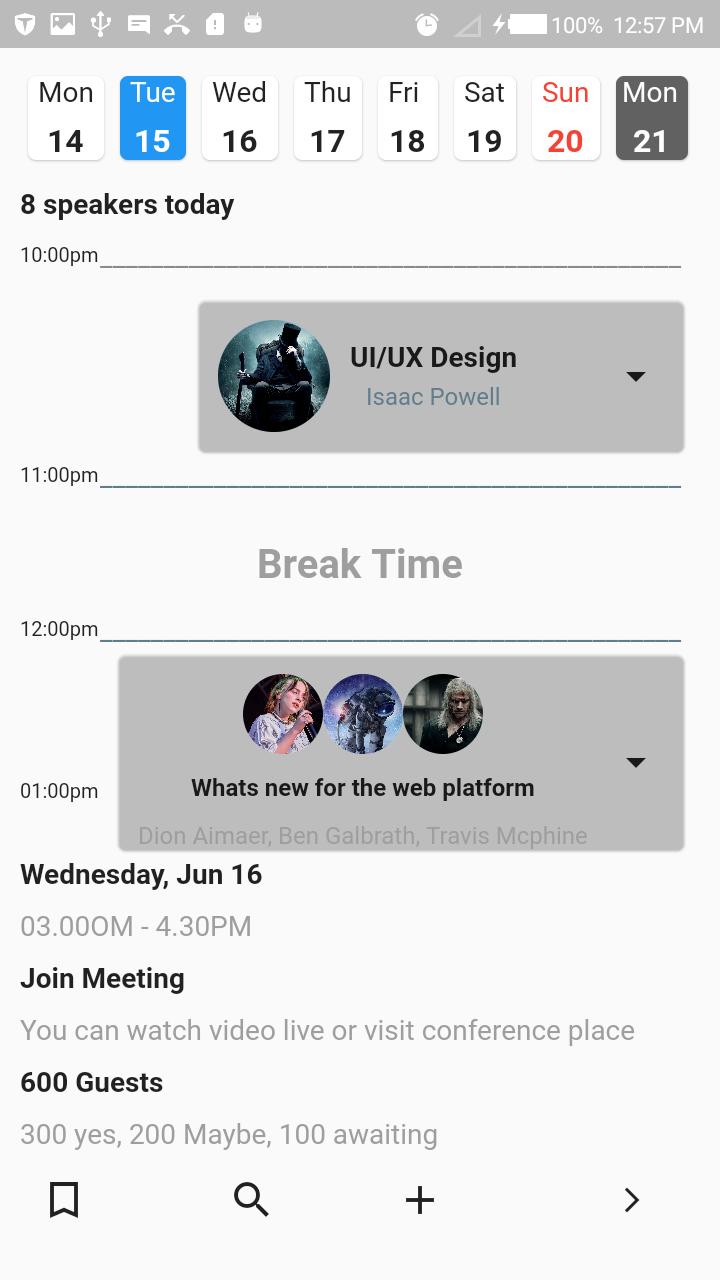 100% 12:57 PM
Mon Tue Wed Thu Fri Sat Sun Mon
14 15 16 17 18 19 20 21
8 speakers today
10:00pm
UI/UX Design
Isaac Powell
11:00pm
Break Time
12:00pm
Whats new for the web platform
01:00pm
Dion Aimaer, Ben Galbrath, Travis Mcphine
Wednesday, Jun 16
03.00OM - 4.30PM
Join Meeting
You can watch video live or visit conference place
600 Guests
300 yes, 200 Maybe, 100 awaiting